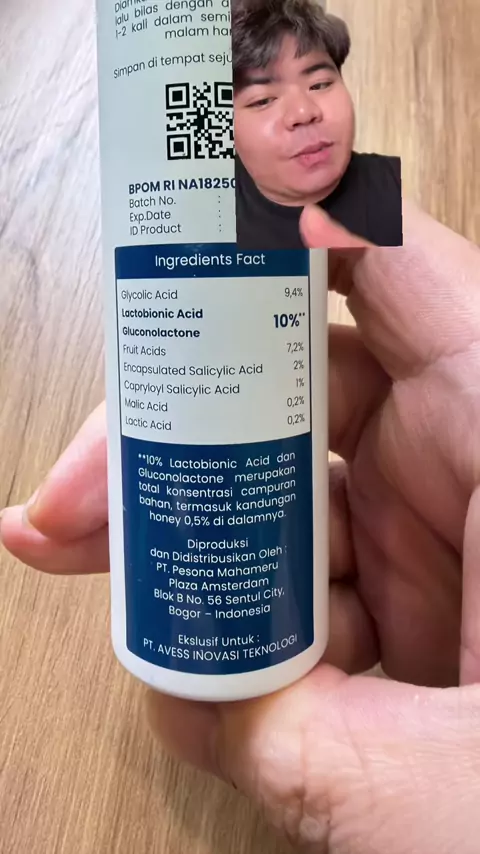 lalu bilas dengan
1-2 kali dalam
malam
Simpan di tempat
BPOM RI NA18250
Batch No. :
Exp.Date :
ID Product :
Ingredients Fact
Glycolic Acid 9,4%
Lactobionic Acid
Gluconolactone 10%**
Fruit Acids 7,2%
Encapsulated Salicylic Acid 2%
Capryloyl Salicylic Acid 1%
Malic Acid 0,2%
Lactic Acid 0,2%
**10% Lactobionic Acid dan
Gluconolactone merupakan
total konsentrasi campuran
bahan, termasuk kandungan
honey 0,5% di dalamnya.
Diproduksi
dan Didistribusikan Oleh :
PT. Pesona Mahameru
Plaza Amsterdam
Blok B No. 56 Sentul City,
Bogor – Indonesia
Ekslusif Untuk :
PT. AVESS INOVASI TEKNOLOGI